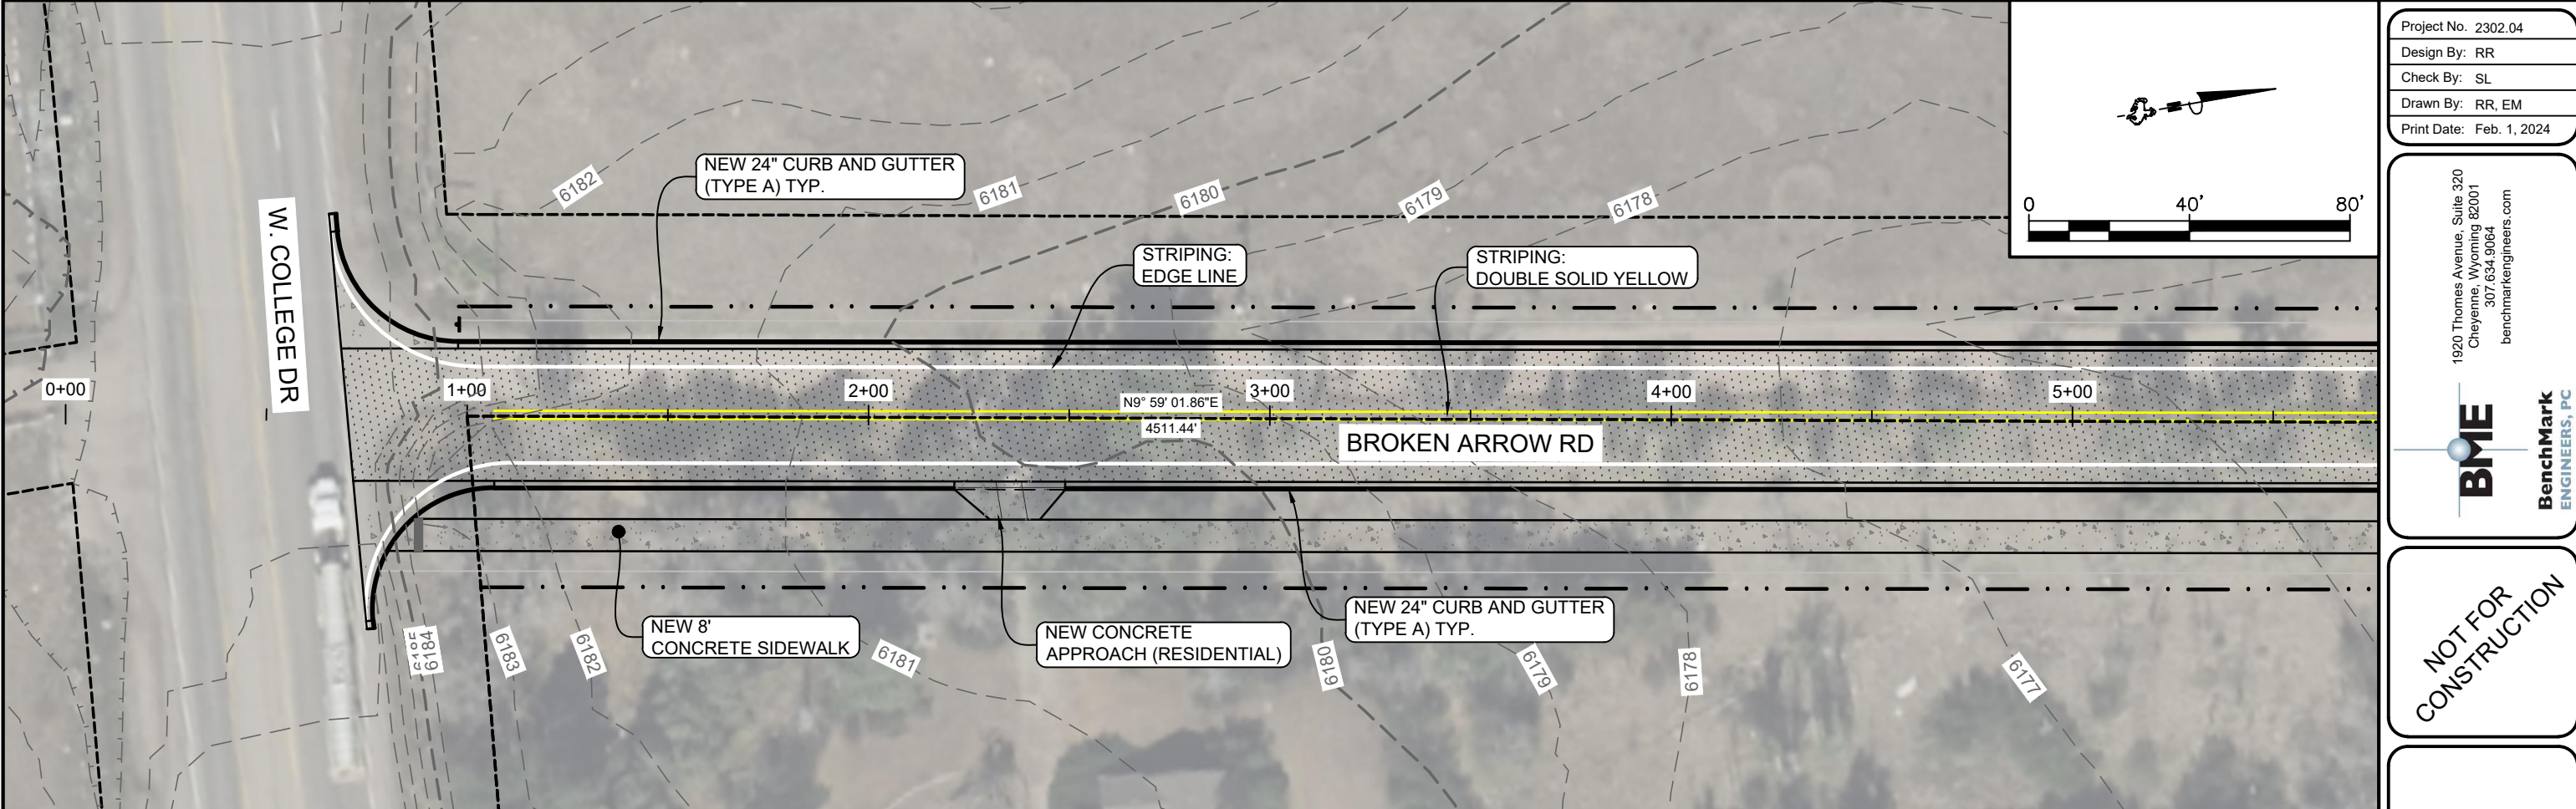 NEW 24" CURB AND GUTTER
(TYPE A) TYP.
6182
6181
6180
6179
6178
W. COLLEGE DR
STRIPING:
EDGE LINE
STRIPING:
DOUBLE SOLID YELLOW
0+00
1+00
2+00
3+00
4+00
5+00
N9° 59' 01.86"E
4511.44'
BROKEN ARROW RD
NEW 8'
CONCRETE SIDEWALK
NEW CONCRETE
APPROACH (RESIDENTIAL)
NEW 24" CURB AND GUTTER
(TYPE A) TYP.
6185
6184
6183
6182
6181
6180
6179
6178
6177
N
0
40'
80'
Project No. 2302.04
Design By: RR
Check By: SL
Drawn By: RR, EM
Print Date: Feb. 1, 2024
1920 Thomes Avenue, Suite 320
Cheyenne, Wyoming 82001
307.634.9064
benchmarkengineers.com
BME
BenchMark
ENGINEERS, PC
NOT FOR
CONSTRUCTION